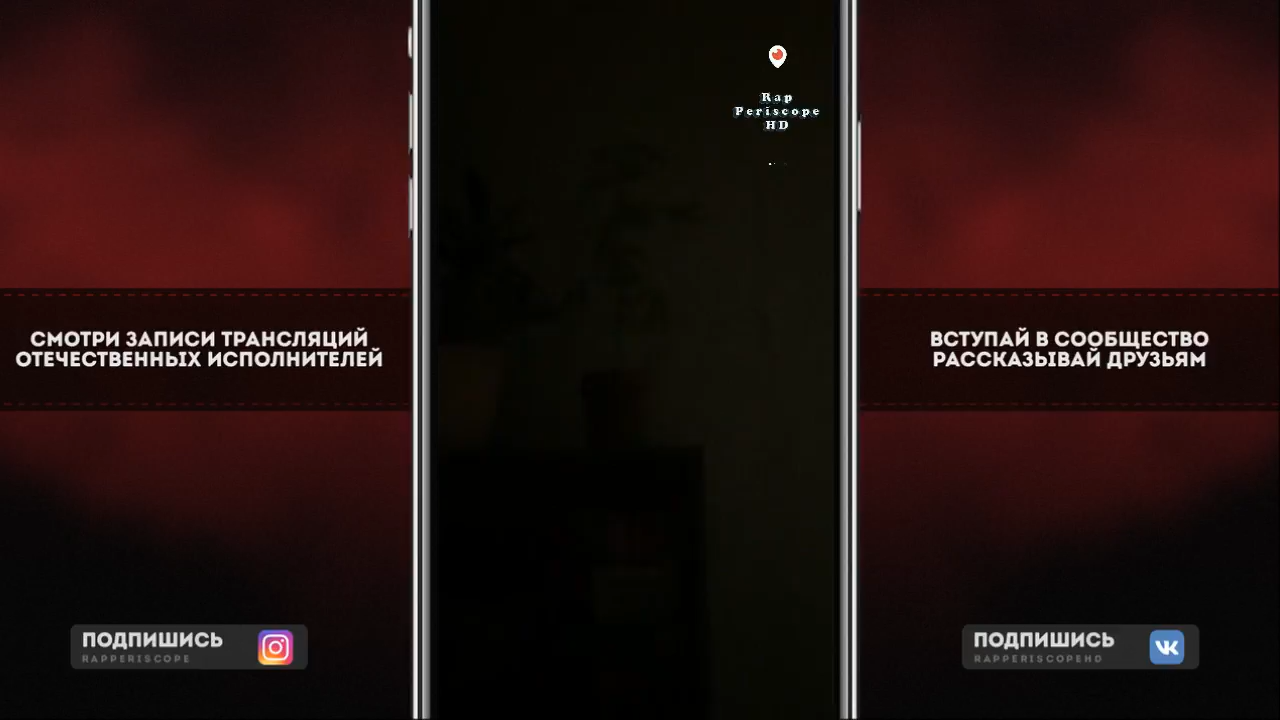 Rap
Periscope
HD
СМОТРИ ЗАПИСИ ТРАНСЛЯЦИЙ
ОТЕЧЕСТВЕННЫХ ИСПОЛНИТЕЛЕЙ
ВСТУПАЙ В СООБЩЕСТВО
РАССКАЗЫВАЙ ДРУЗЬЯМ
ПОДПИШИСЬ
RAPPERISCOPE
ПОДПИШИСЬ
RAPPERISCOPEHD